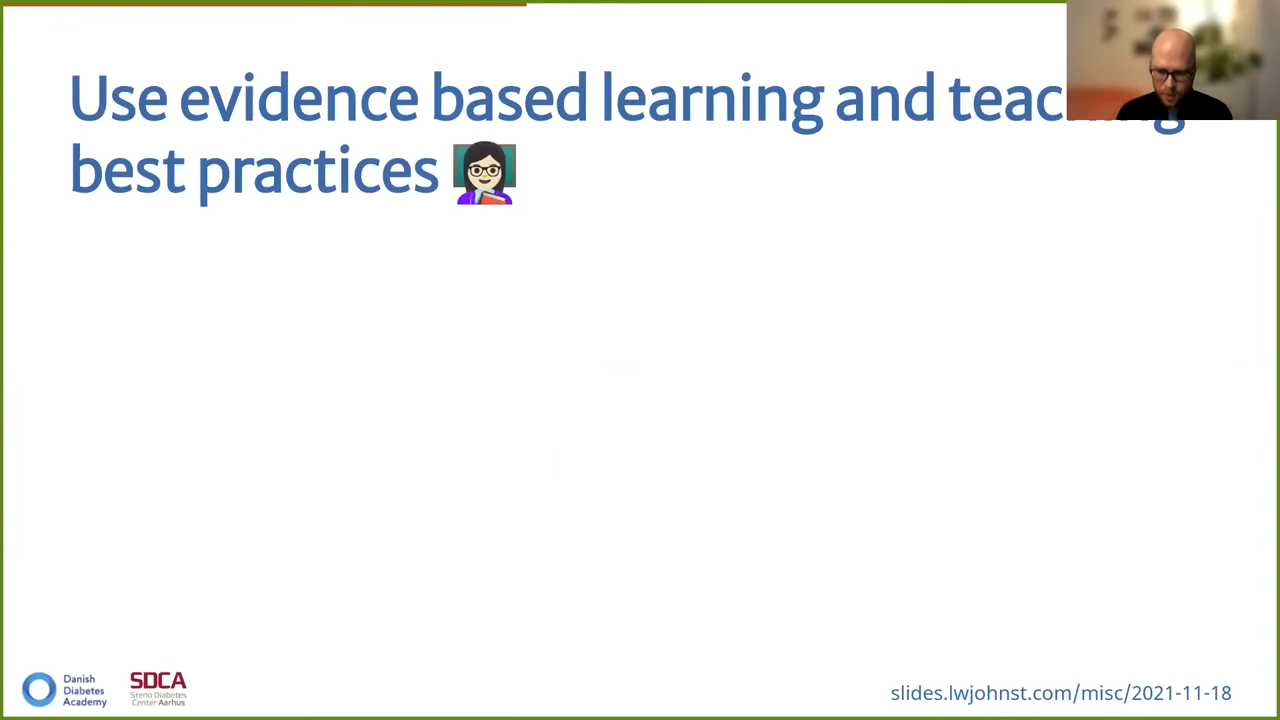 Use evidence based learning and
best practices
Danish
Diabetes
Academy
SDCA
Steno Diabetes
Center Aarhus
slides.lwjohnst.com/misc/2021-11-18